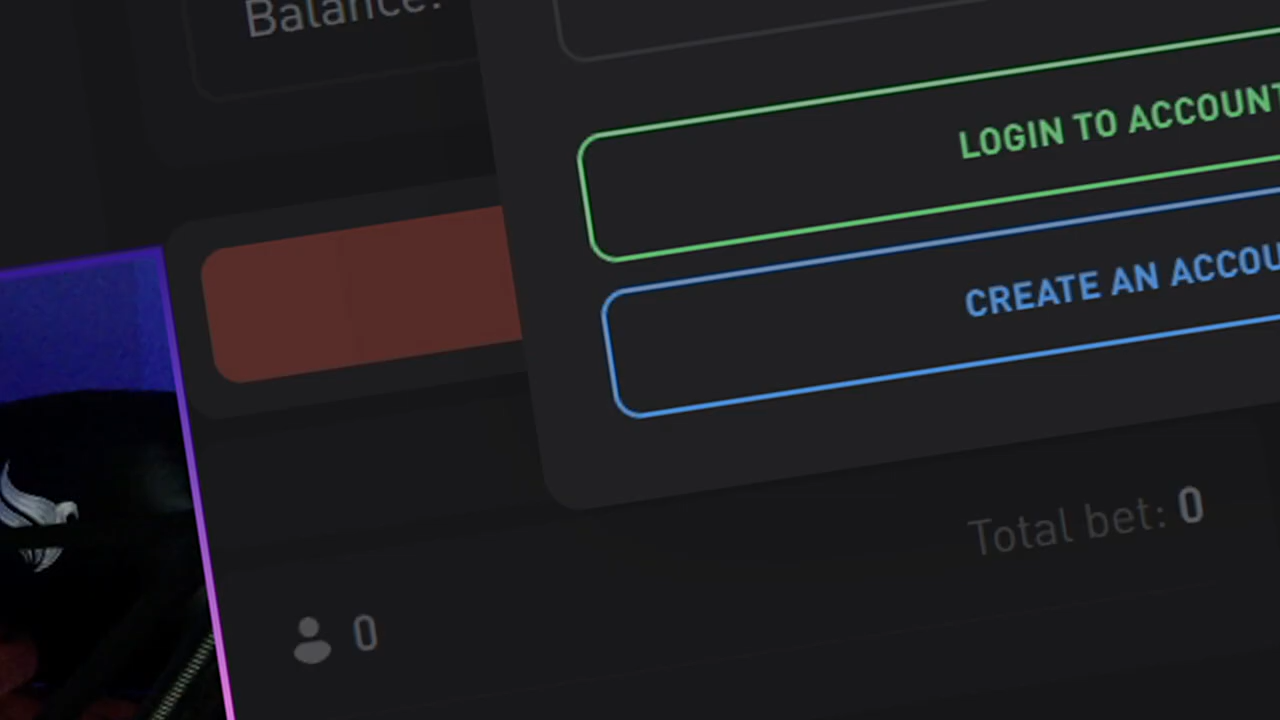 Balance:
LOGIN TO ACCOUNT
CREATE AN ACCOU
Total bet: 0
0